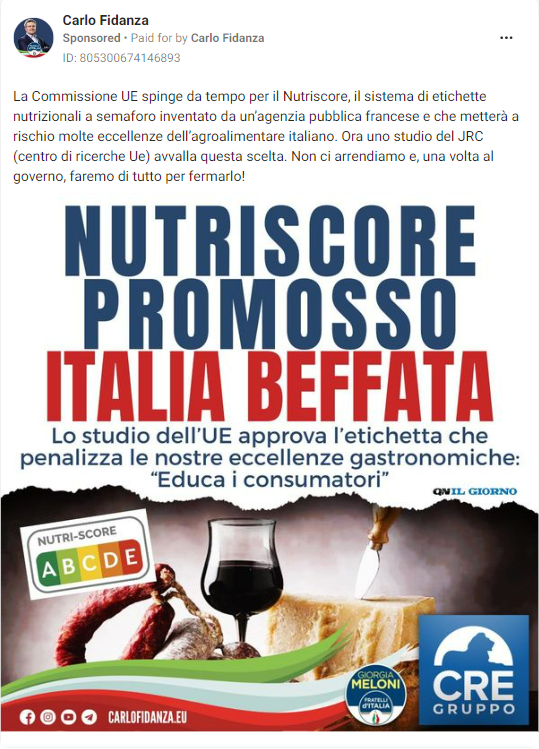 Carlo Fidanza
Sponsored • Paid for by Carlo Fidanza
ID: 805300674146893
La Commissione UE spinge da tempo per il Nutriscore, il sistema di etichette
nutrizionali a semaforo inventato da un'agenzia pubblica francese e che metterà a
rischio molte eccellenze dell'agroalimentare italiano. Ora uno studio del JRC
(centro di ricerche Ue) avvalla questa scelta. Non ci arrendiamo e, una volta al
governo, faremo di tutto per fermarlo!
NUTRISCORE
PROMOSSO
ITALIA BEFFATA
Lo studio dell'UE approva l'etichetta che
penalizza le nostre eccellenze gastronomiche:
“Educa i consumatori”
QN IL GIORNO
NUTRI-SCORE
A B C D E
GIORGIA
MELONI
FRATELLI
d'ITALIA
CRE
GRUPPO
CARLOFIDANZA.EU